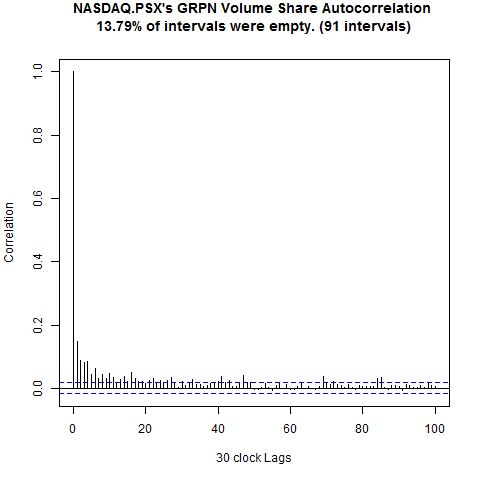 NASDAQ.PSX's GRPN Volume Share Autocorrelation
13.79% of intervals were empty. (91 intervals)
1.0
0.8
0.6
0.4
0.2
0.0
Correlation
0 20 40 60 80 100
30 clock Lags